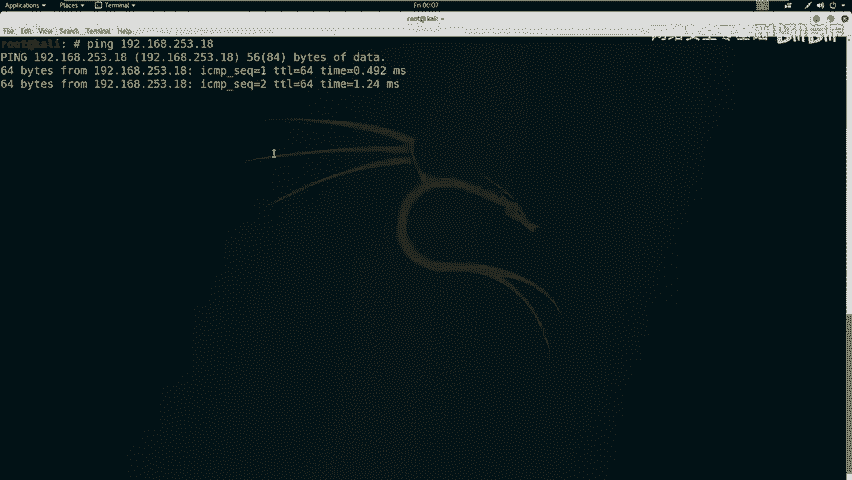 Applications Places Terminal Fri 00:07
root@kali: ~
File Edit View Search Terminal Help
root@kali: # ping 192.168.253.18
PING 192.168.253.18 (192.168.253.18) 56(84) bytes of data.
64 bytes from 192.168.253.18: icmp_seq=1 ttl=64 time=0.492 ms
64 bytes from 192.168.253.18: icmp_seq=2 ttl=64 time=1.24 ms